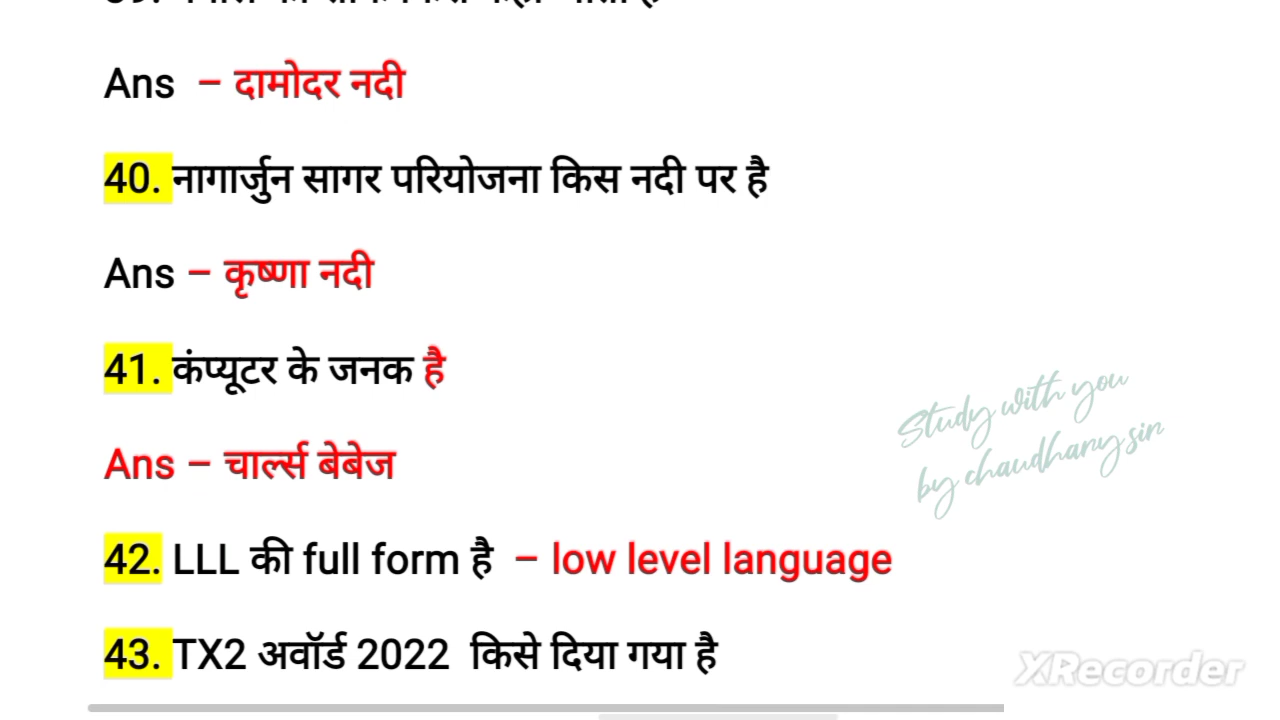 Ans – दामोदर नदी
40. नागार्जुन सागर परियोजना किस नदी पर है
Ans – कृष्णा नदी
41. कंप्यूटर के जनक है
Ans – चार्ल्स बेबेज
Study with you
by chaudhary sir
42. LLL की full form है – low level language
43. TX2 अवॉर्ड 2022 किसे दिया गया है
XRecorder